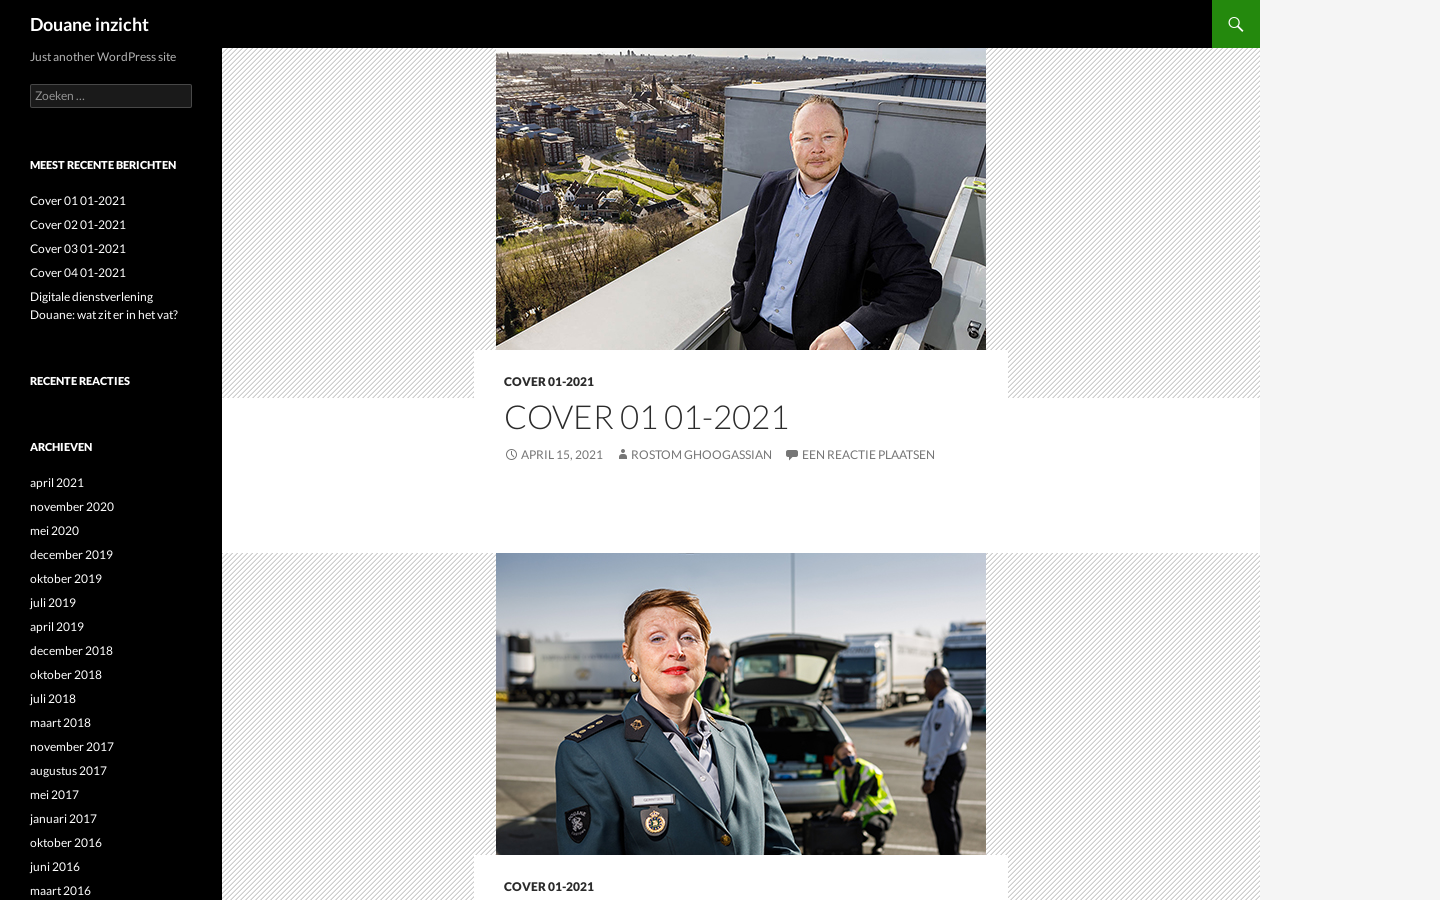 Douane inzicht
Just another WordPress site
Zoeken ...
MEEST RECENTE BERICHTEN
Cover 01 01-2021
Cover 02 01-2021
Cover 03 01-2021
Cover 04 01-2021
Digitale dienstverlening
Douane: wat zit er in het vat?
RECENTE REACTIES
ARCHIEVEN
april 2021
november 2020
mei 2020
december 2019
oktober 2019
juli 2019
april 2019
december 2018
oktober 2018
juli 2018
maart 2018
november 2017
augustus 2017
mei 2017
januari 2017
oktober 2016
juni 2016
maart 2016
COVER 01-2021
COVER 01 01-2021
APRIL 15, 2021 ROSTOM GHOOGASSIAN EEN REACTIE PLAATSEN
DOUANE
COVER 01-2021